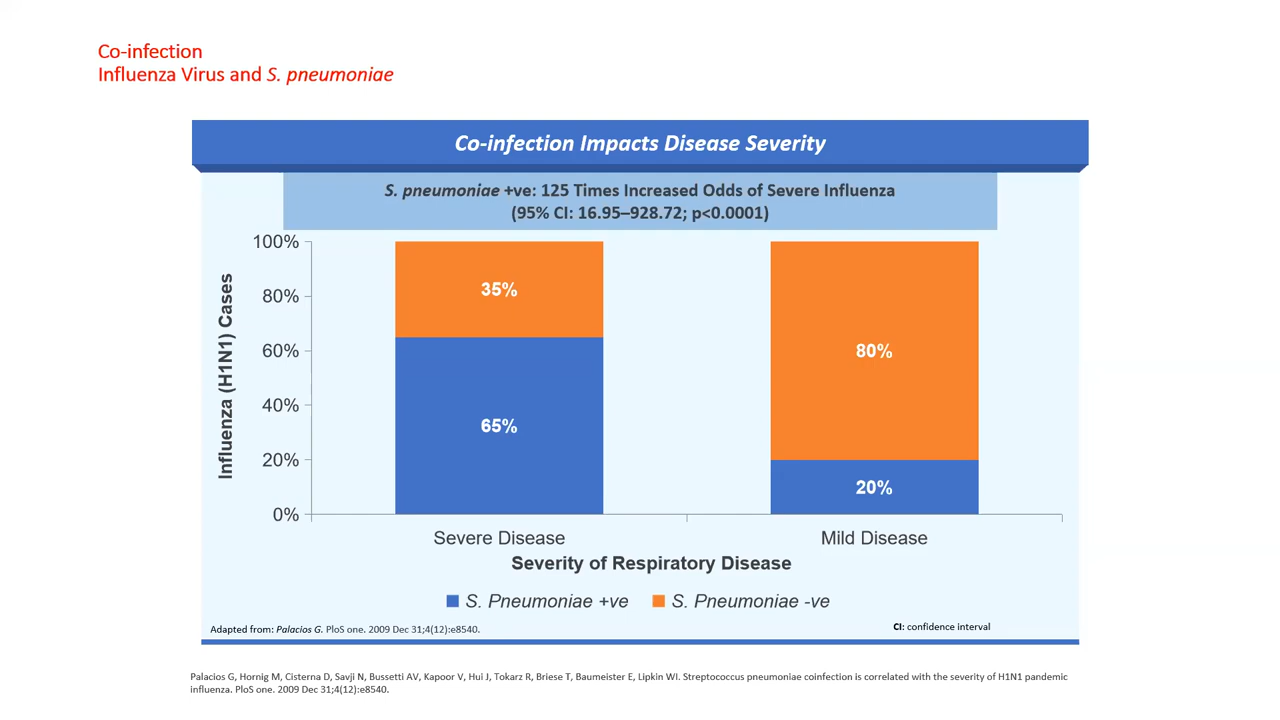 Co-infection
Influenza Virus and S. pneumoniae
Co-infection Impacts Disease Severity
S. pneumoniae +ve: 125 Times Increased Odds of Severe Influenza
(95% CI: 16.95–928.72; p<0.0001)
Influenza (H1N1) Cases
100%
80%
60%
40%
20%
0%
35%
65%
80%
20%
Severe Disease
Mild Disease
Severity of Respiratory Disease
S. Pneumoniae +ve
S. Pneumoniae -ve
Adapted from: Palacios G. PloS one. 2009 Dec 31;4(12):e8540.
CI: confidence interval
Palacios G, Hornig M, Cisterna D, Savji N, Bussetti AV, Kapoor V, Hui J, Tokarz R, Briese T, Baumeister E, Lipkin WI. Streptococcus pneumoniae coinfection is correlated with the severity of H1N1 pandemic
influenza. PloS one. 2009 Dec 31;4(12):e8540.